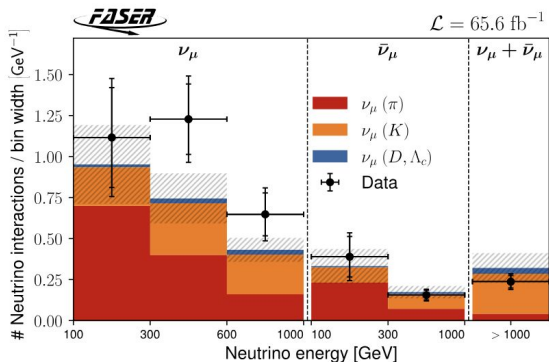 FASER
ℒ = 65.6 fb⁻¹
# Neutrino interactions / bin width [GeV⁻¹]
1.50
1.25
1.00
0.75
0.50
0.25
0.00
νμ
ν̄μ
νμ + ν̄μ
νμ (π)
νμ (K)
νμ (D, Λc)
Data
100 300 600 1000 100 300 1000 > 1000
Neutrino energy [GeV]